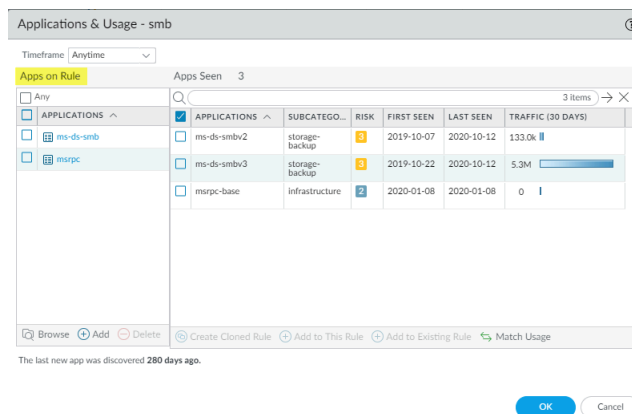 Applications & Usage - smb
Timeframe Anytime
Apps on Rule Apps Seen 3
Any 3 items
APPLICATIONS APPLICATIONS SUBCATEGO... RISK FIRST SEEN LAST SEEN TRAFFIC (30 DAYS)
ms-ds-smb ms-ds-smbv2 storage-backup 3 2019-10-07 2020-10-12 133.0k
msrpc ms-ds-smbv3 storage-backup 3 2019-10-22 2020-10-12 5.3M
msrpc-base infrastructure 2 2020-01-08 2020-01-08 0
Browse Add Delete Create Cloned Rule Add to This Rule Add to Existing Rule Match Usage
The last new app was discovered 280 days ago.
OK Cancel